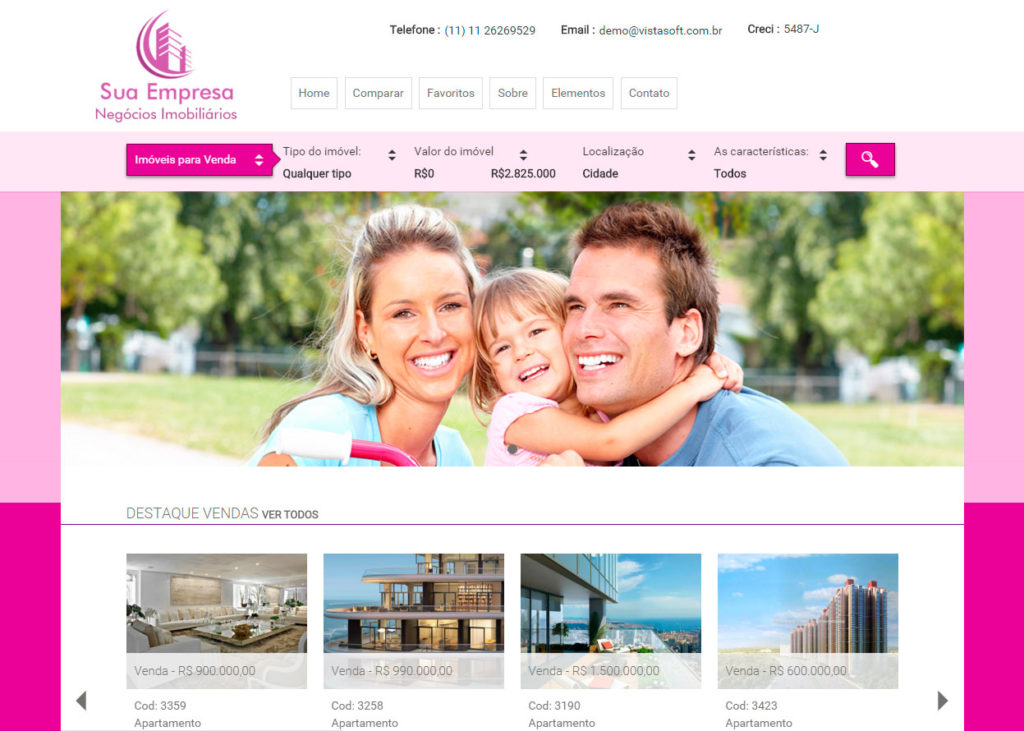 Telefone : (11) 11 26269529 Email : demo@vistasoft.com.br Creci : 5487-J
Sua Empresa
Negócios Imobiliários
Home Comparar Favoritos Sobre Elementos Contato
Imóveis para Venda
Tipo do imóvel: Valor do imóvel Localização As características:
Qualquer tipo R$0 R$2.825.000 Cidade Todos
DESTAQUE VENDAS VER TODOS
Venda - R$ 900.000,00 Venda - R$ 990.000,00 Venda - R$ 1.500.000,00 Venda - R$ 600.000,00
Cod: 3359 Cod: 3258 Cod: 3190 Cod: 3423
Apartamento Apartamento Apartamento Apartamento